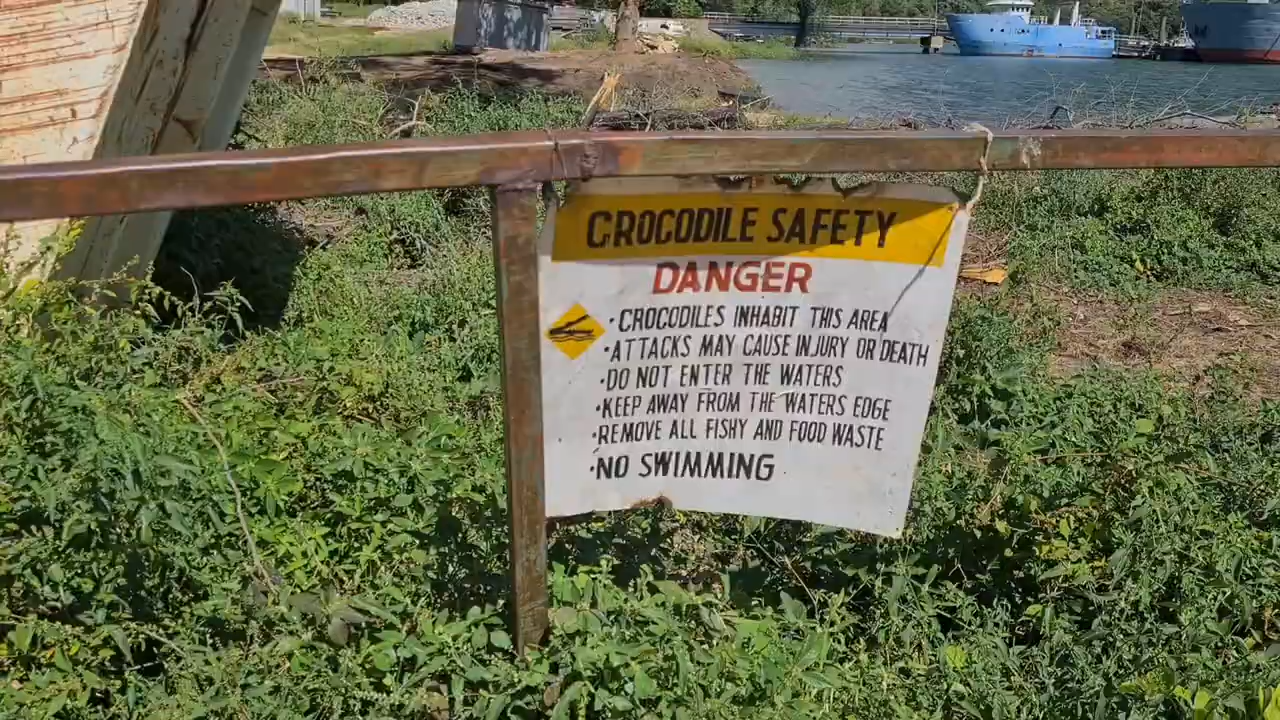 CROCODILE SAFETY
DANGER
• CROCODILES INHABIT THIS AREA
• ATTACKS MAY CAUSE INJURY OR DEATH
• DO NOT ENTER THE WATERS
• KEEP AWAY FROM THE WATERS EDGE
• REMOVE ALL FISHY AND FOOD WASTE
• NO SWIMMING